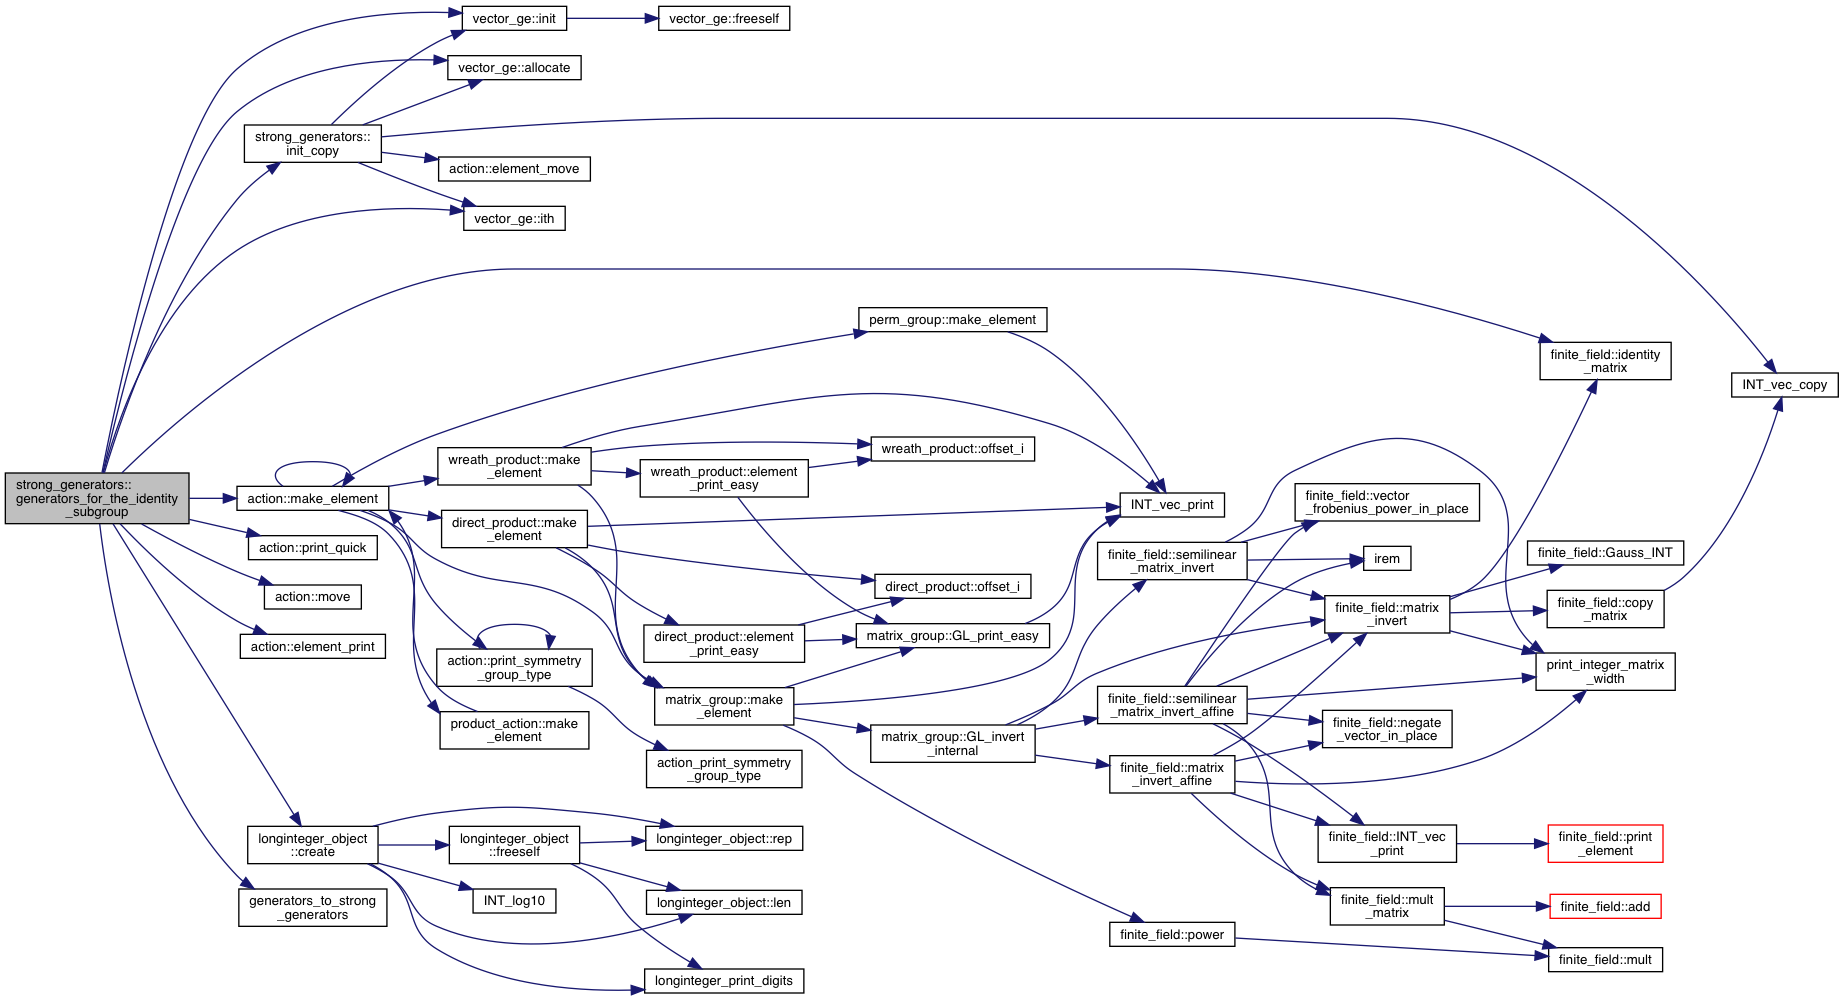 strong_generators::
generators_for_the_identity
_subgroup
vector_ge::init
vector_ge::freeself
vector_ge::allocate
strong_generators::
init_copy
action::element_move
vector_ge::ith
perm_group::make_element
finite_field::identity
_matrix
INT_vec_copy
wreath_product::make
_element
wreath_product::offset_i
wreath_product::element
_print_easy
action::make_element
direct_product::make
_element
INT_vec_print
finite_field::vector
_frobenius_power_in_place
action::print_quick
finite_field::semilinear
_matrix_invert
irem
finite_field::Gauss_INT
action::move
direct_product::offset_i
finite_field::matrix
_invert
finite_field::copy
_matrix
action::element_print
direct_product::element
_print_easy
matrix_group::GL_print_easy
action::print_symmetry
_group_type
print_integer_matrix
_width
matrix_group::make
_element
finite_field::semilinear
_matrix_invert_affine
product_action::make
_element
matrix_group::GL_invert
_internal
finite_field::negate
_vector_in_place
action_print_symmetry
_group_type
finite_field::matrix
_invert_affine
longinteger_object
::create
longinteger_object
::freeself
longinteger_object::rep
finite_field::INT_vec
_print
finite_field::print
_element
generators_to_strong
_generators
INT_log10
longinteger_object::len
finite_field::mult
_matrix
finite_field::add
finite_field::power
finite_field::mult
longinteger_print_digits